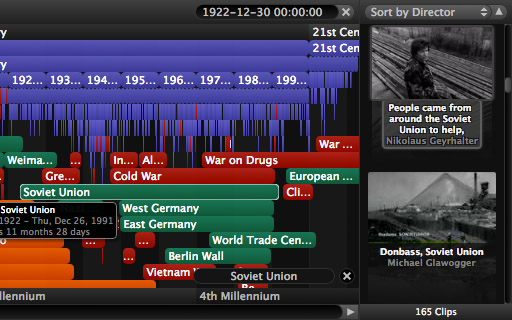 1922-12-30 00:00:00
Sort by Director
y
21st Cen
21st Cen
y
192... 193... 194... 195... 196... 197... 198... 199...
War ...
Weima... ... In... Al... War on Drugs
Gre... Cold War European ...
Soviet Union Cli...
Soviet Union
1922 – Thu, Dec 26, 1991
s 11 months 28 days
West Germany
East Germany
... ... World Trade Cen...
... Berlin Wall
Vietnam
Soviet Union
llennium 4th Millennium
People came from
around the Soviet
Union to help,
Nikolaus Geyrhalter
Donbass, Soviet Union
Michael Glawogger
165 Clips